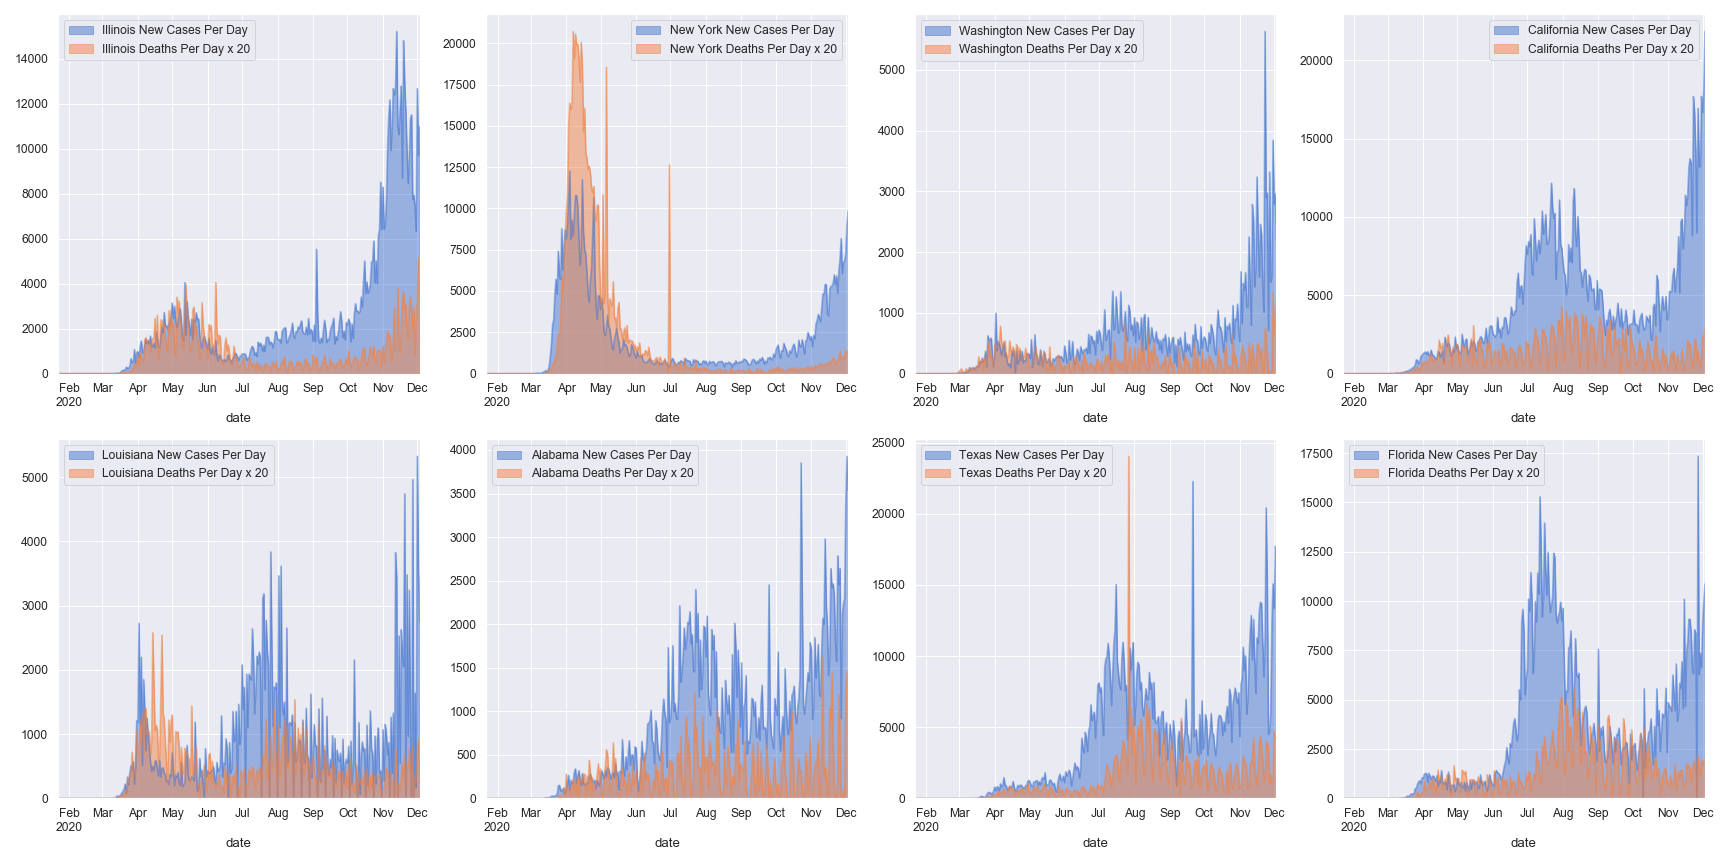 Illinois New Cases Per Day
Illinois Deaths Per Day x 20
14000
12000
10000
8000
6000
4000
2000
0
Feb Mar Apr May Jun Jul Aug Sep Oct Nov Dec
2020
date
New York New Cases Per Day
New York Deaths Per Day x 20
20000
17500
15000
12500
10000
7500
5000
2500
0
Feb Mar Apr May Jun Jul Aug Sep Oct Nov Dec
2020
date
Washington New Cases Per Day
Washington Deaths Per Day x 20
5000
4000
3000
2000
1000
0
Feb Mar Apr May Jun Jul Aug Sep Oct Nov Dec
2020
date
California New Cases Per Day
California Deaths Per Day x 20
20000
15000
10000
5000
0
Feb Mar Apr May Jun Jul Aug Sep Oct Nov Dec
2020
date
Louisiana New Cases Per Day
Louisiana Deaths Per Day x 20
5000
4000
3000
2000
1000
0
Feb Mar Apr May Jun Jul Aug Sep Oct Nov Dec
2020
date
Alabama New Cases Per Day
Alabama Deaths Per Day x 20
4000
3500
3000
2500
2000
1500
1000
500
0
Feb Mar Apr May Jun Jul Aug Sep Oct Nov Dec
2020
date
Texas New Cases Per Day
Texas Deaths Per Day x 20
25000
20000
15000
10000
5000
0
Feb Mar Apr May Jun Jul Aug Sep Oct Nov Dec
2020
date
Florida New Cases Per Day
Florida Deaths Per Day x 20
17500
15000
12500
10000
7500
5000
2500
0
Feb Mar Apr May Jun Jul Aug Sep Oct Nov Dec
2020
date